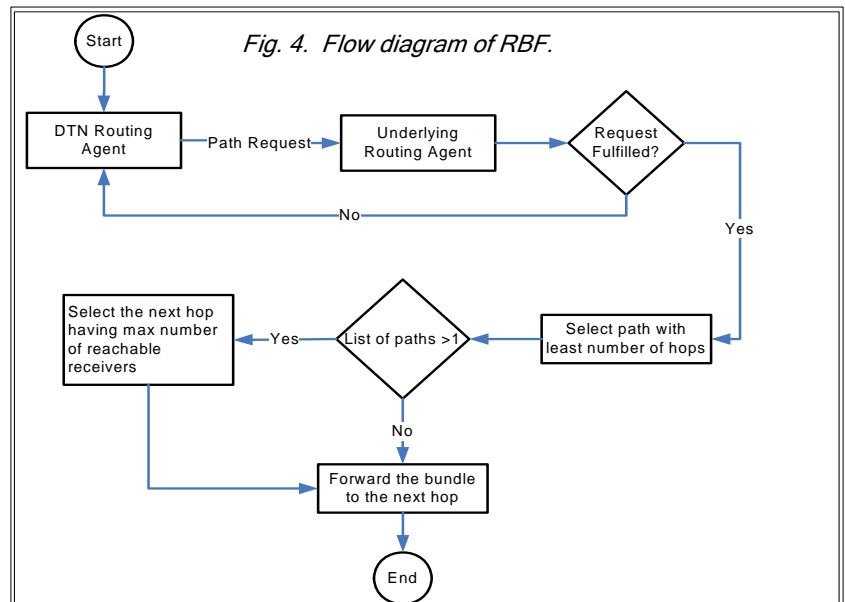 Start
Fig. 4. Flow diagram of RBF.
DTN Routing
Agent
Path Request
Underlying
Routing Agent
Request
Fulfilled?
No
Yes
Select path with
least number of hops
List of paths >1
Yes
Select the next hop
having max number
of reachable
receivers
No
Forward the bundle
to the next hop
End